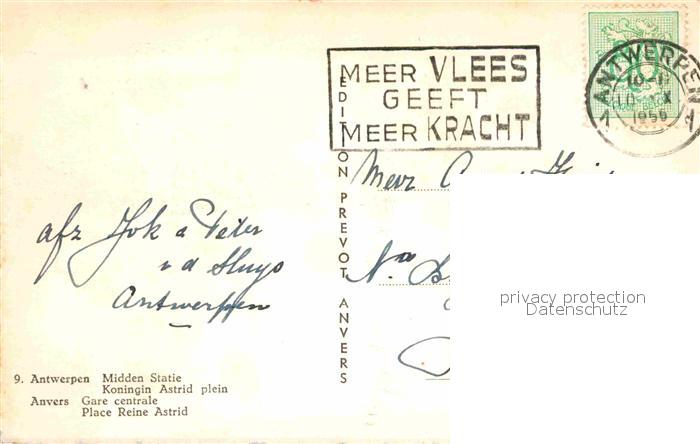 MEER VLEES
GEEFT
MEER KRACHT
ANTWERPEN
1956
EDITION PREVOT ANVERS
Mevr
afz Jok a Peter
v d Sluys
Antwerpen
privacy protection
Datenschutz
9. Antwerpen Midden Statie
Koningin Astrid plein
Anvers Gare centrale
Place Reine Astrid